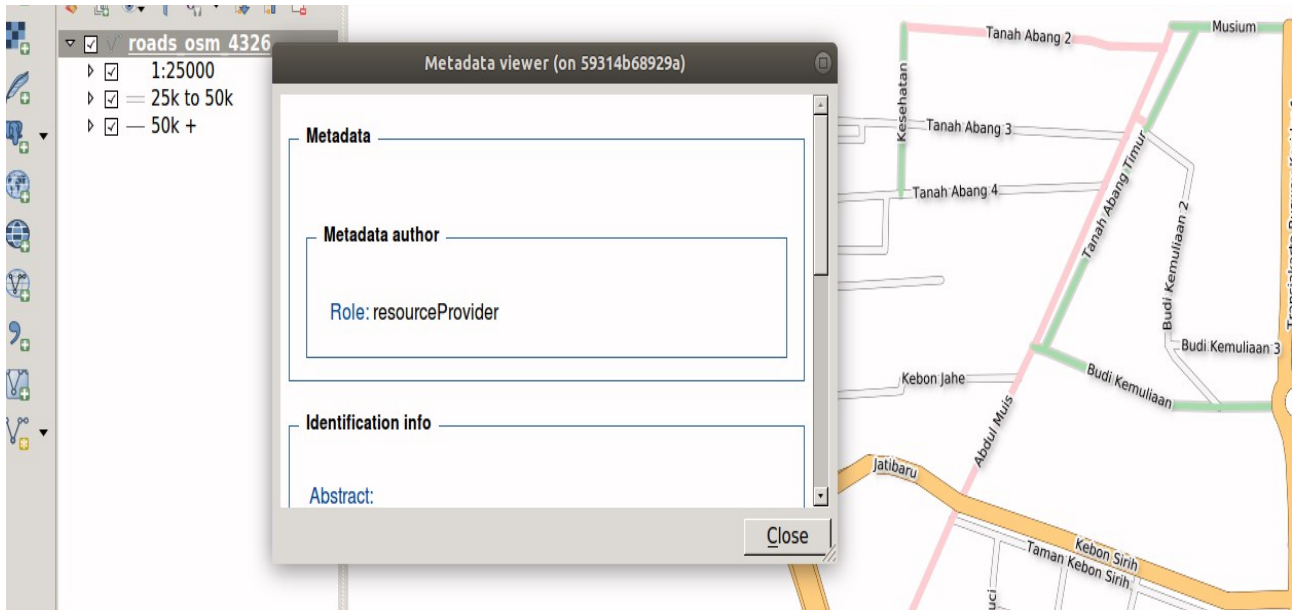 roads_osm_4326
1:25000
25k to 50k
50k +
Metadata viewer (on 59314b68929a)
Metadata
Metadata author
Role: resourceProvider
Identification info
Abstract:
Close
Tanah Abang 2
Musium
Kesehatan
Tanah Abang 3
Tanah Abang 4
Tanah Abang Timur
Budi Kemuliaan 2
Budi Kemuliaan 3
Kebon Jahe
Budi Kemuliaan
Abdul Muis
Jatibaru
Kebon Sirih
Taman Kebon Sirih
uci